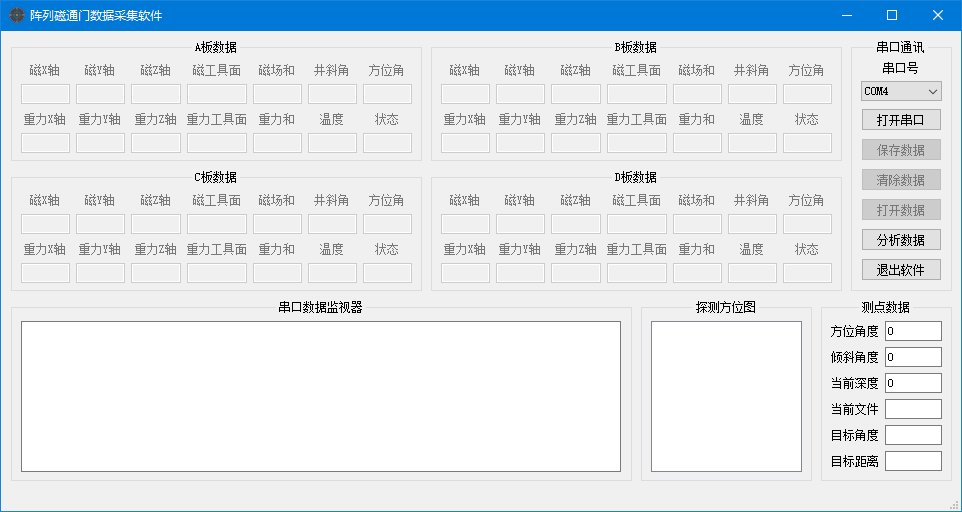 阵列磁通门数据采集软件
A板数据
磁X轴 磁Y轴 磁Z轴 磁工具面 磁场和 井斜角 方位角
重力X轴 重力Y轴 重力Z轴 重力工具面 重力和 温度 状态
B板数据
磁X轴 磁Y轴 磁Z轴 磁工具面 磁场和 井斜角 方位角
重力X轴 重力Y轴 重力Z轴 重力工具面 重力和 温度 状态
串口通讯
串口号
COM4
打开串口
保存数据
清除数据
打开数据
分析数据
退出软件
C板数据
磁X轴 磁Y轴 磁Z轴 磁工具面 磁场和 井斜角 方位角
重力X轴 重力Y轴 重力Z轴 重力工具面 重力和 温度 状态
D板数据
磁X轴 磁Y轴 磁Z轴 磁工具面 磁场和 井斜角 方位角
重力X轴 重力Y轴 重力Z轴 重力工具面 重力和 温度 状态
串口数据监视器
探测方位图
测点数据
方位角度 0
倾斜角度 0
当前深度 0
当前文件
目标角度
目标距离